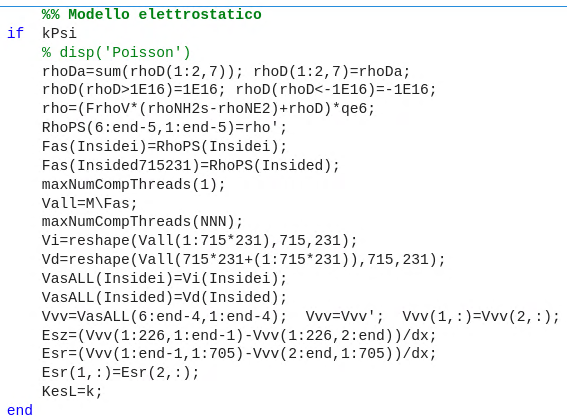 %% Modello elettrostatico
if  kPsi
% disp('Poisson')
rhoDa=sum(rhoD(1:2,7)); rhoD(1:2,7)=rhoDa;
rhoD(rhoD>1E16)=1E16; rhoD(rhoD<-1E16)=-1E16;
rho=(FrhoV*(rhoNH2s-rhoNE2)+rhoD)*qe6;
RhoPS(6:end-5,1:end-5)=rho';
Fas(Insidei)=RhoPS(Insidei);
Fas(Insided715231)=RhoPS(Insided);
maxNumCompThreads(1);
Vall=M\Fas;
maxNumCompThreads(NNN);
Vi=reshape(Vall(1:715*231),715,231);
Vd=reshape(Vall(715*231+(1:715*231)),715,231);
VasALL(Insidei)=Vi(Insidei);
VasALL(Insided)=Vd(Insided);
Vvv=VasALL(6:end-4,1:end-4);  Vvv=Vvv';  Vvv(1,:)=Vvv(2,:);
Esz=(Vvv(1:226,1:end-1)-Vvv(1:226,2:end))/dx;
Esr=(Vvv(1:end-1,1:705)-Vvv(2:end,1:705))/dx;
Esr(1,:)=Esr(2,:);
KesL=k;
end